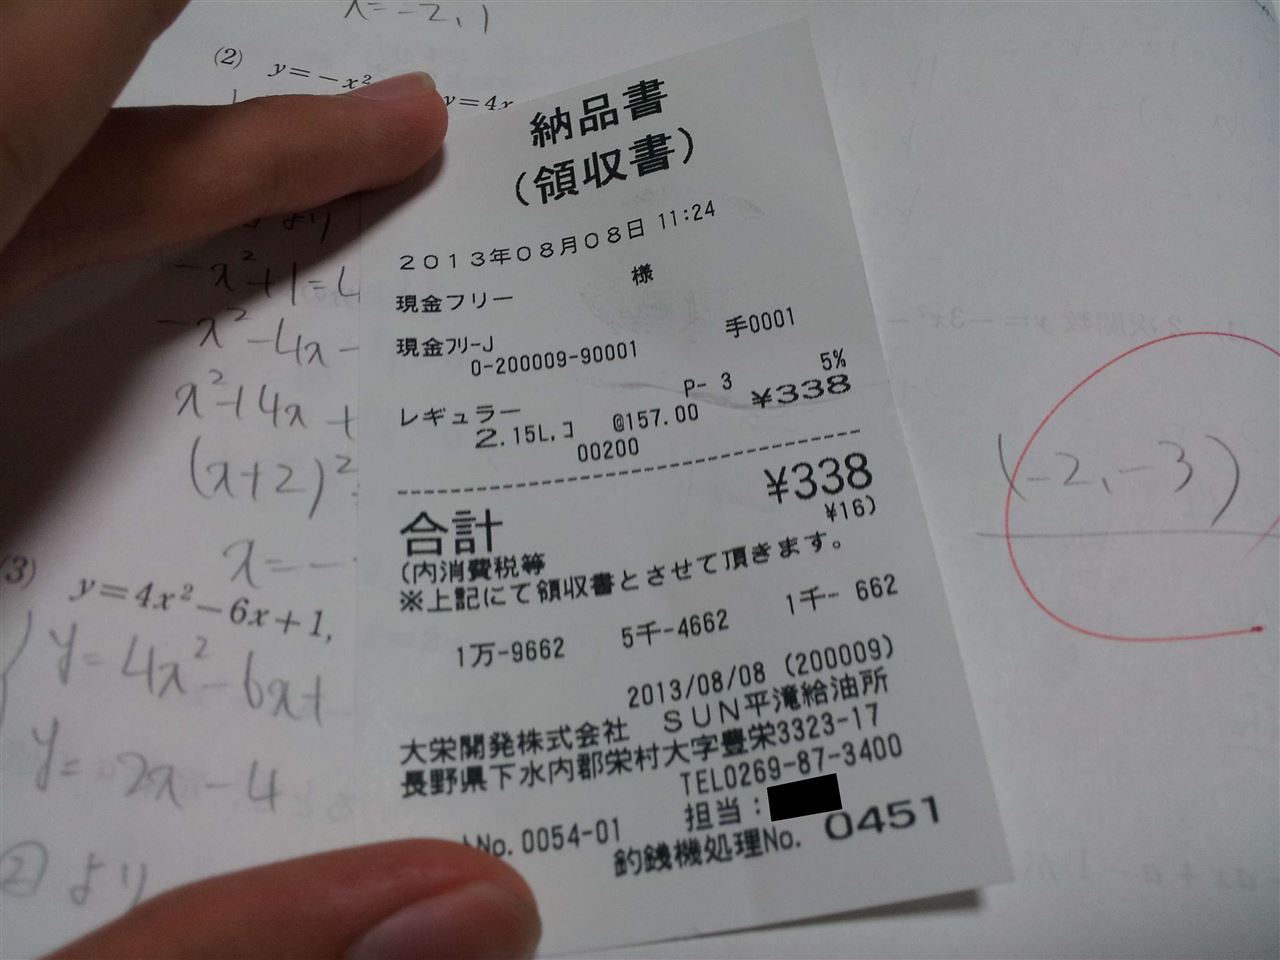 x=-2,1
(2) y=-x²
y=4x
より
-x²+1=4
-x²-4x-
x²+4x+
(x+2)²
x=-
(3) y=4x²-6x+1,
y=4x²-6x+
y=2x-4
②より
納品書
(領収書)
2013年08月08日 11:24
様
現金フリー
現金フリ-J 手0001
0-200009-90001
P- 3 5%
レギュラー ¥338
2.15L,コ @157.00
00200
合計 ¥338
(内消費税等 ¥16)
※上記にて領収書とさせて頂きます。
1万-9662 5千-4662 1千- 662
2013/08/08 (200009)
大栄開発株式会社 SUN平滝給油所
長野県下水内郡栄村大字豊栄3323-17
TEL0269-87-3400
担当:
No. 0054-01
釣銭機処理No. 0451
(-2,-3)